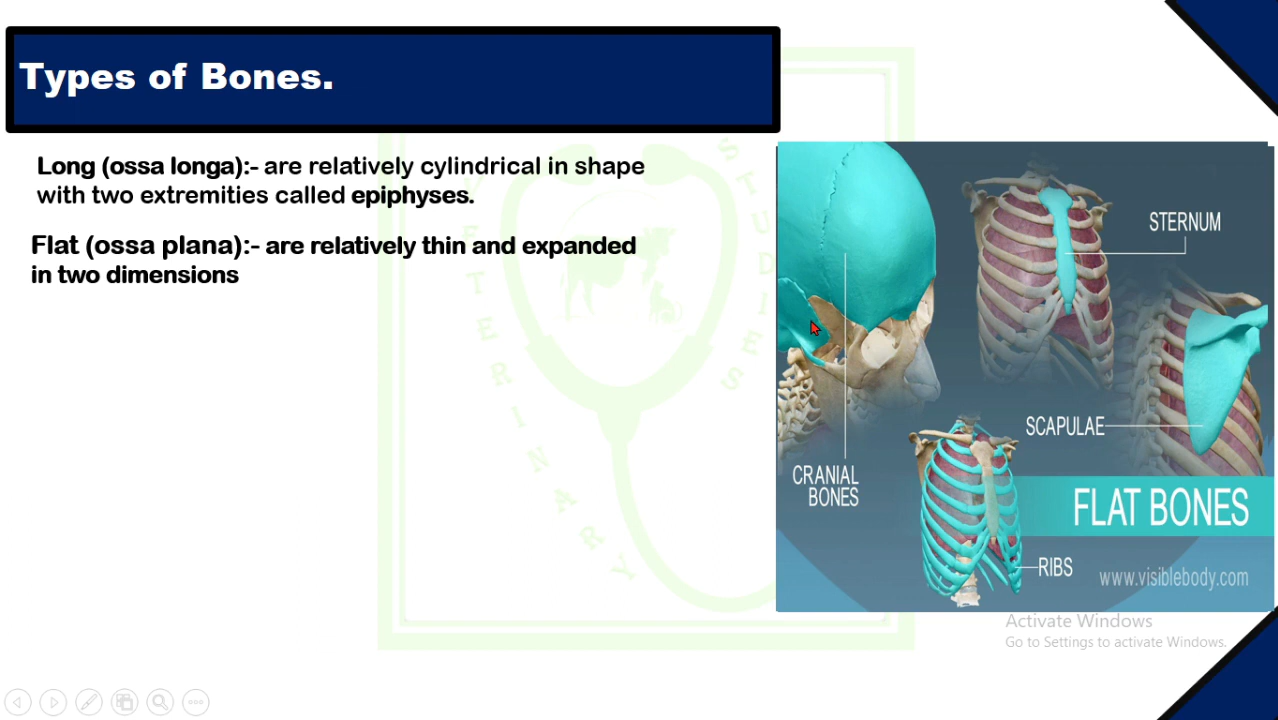 Types of Bones.
Long (ossa longa):- are relatively cylindrical in shape
with two extremities called epiphyses.
Flat (ossa plana):- are relatively thin and expanded
in two dimensions
STERNUM
SCAPULAE
CRANIAL
BONES
FLAT BONES
RIBS
www.visiblebody.com
VETERINARY
STUDIES
Activate Windows
Go to Settings to activate Windows.